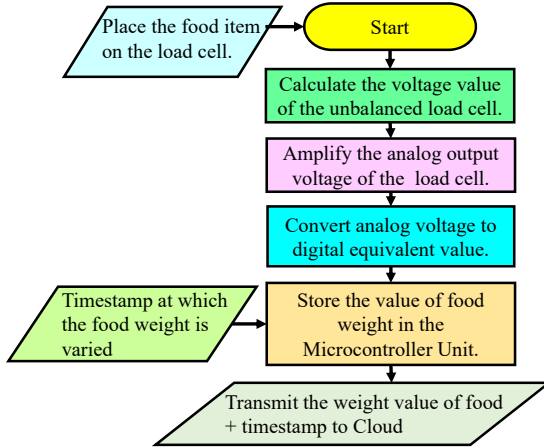 Place the food item
on the load cell.
Start
Calculate the voltage value
of the unbalanced load cell.
Amplify the analog output
voltage of the load cell.
Convert analog voltage to
digital equivalent value.
Timestamp at which
the food weight is
varied
Store the value of food
weight in the
Microcontroller Unit.
Transmit the weight value of food
+ timestamp to Cloud